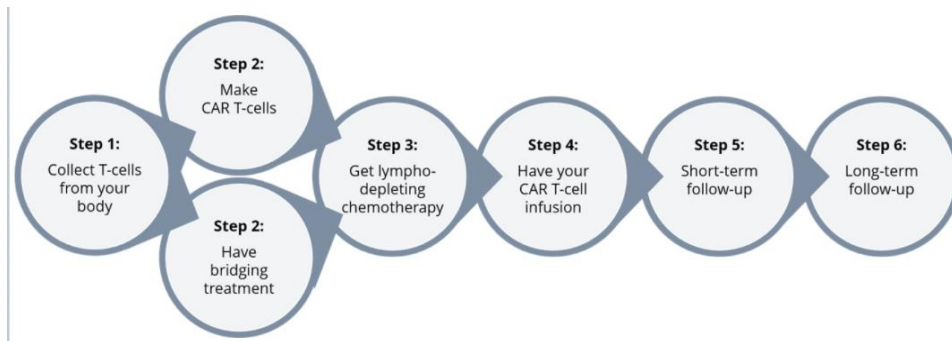 Step 1:
Collect T-cells
from your
body
Step 2:
Make
CAR T-cells
Step 2:
Have
bridging
treatment
Step 3:
Get lympho-
depleting
chemotherapy
Step 4:
Have your
CAR T-cell
infusion
Step 5:
Short-term
follow-up
Step 6:
Long-term
follow-up